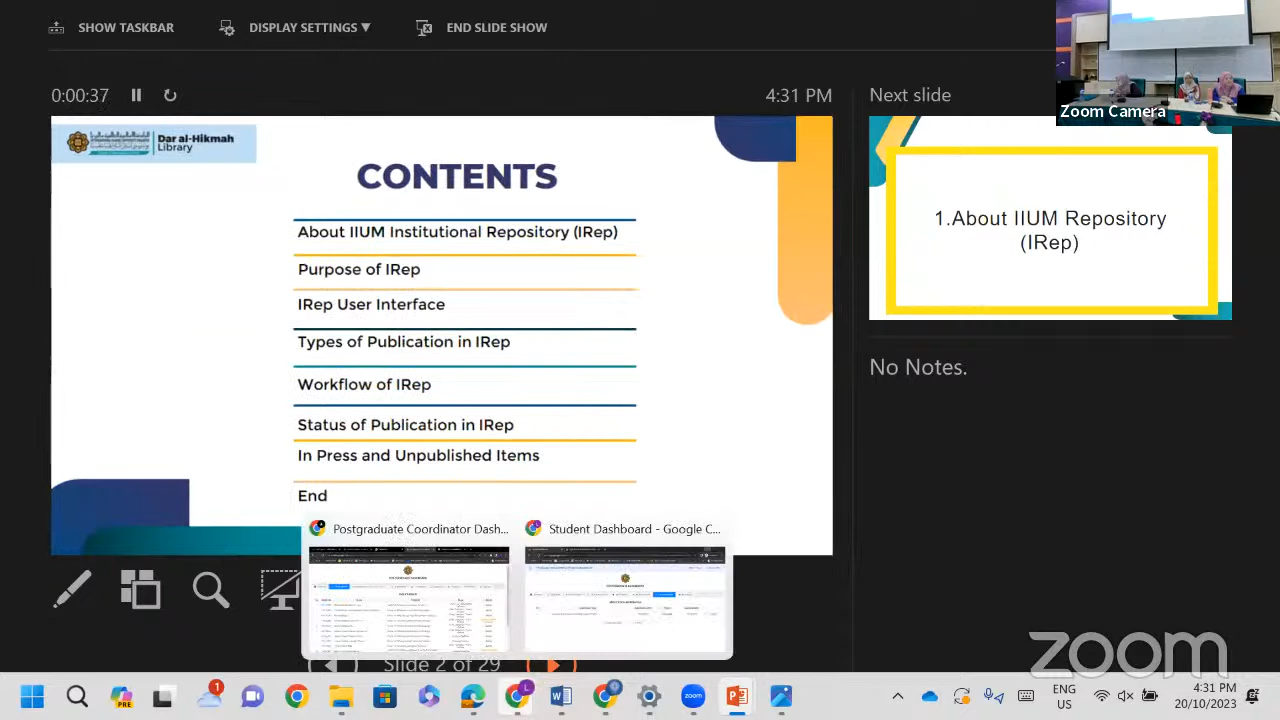 SHOW TASKBAR
DISPLAY SETTINGS ▼
END SLIDE SHOW
0:00:37
4:31 PM
Next slide
Zoom Camera
Dar al-Hikmah
Library
CONTENTS
About IIUM Institutional Repository (IRep)
Purpose of IRep
IRep User Interface
Types of Publication in IRep
Workflow of IRep
Status of Publication in IRep
In Press and Unpublished Items
End
1.About IIUM Repository
(IRep)
No Notes.
Postgraduate Coordinator Dash...
Student Dashboard - Google C...
Slide 2 of 29
zoom
PRE
1
zoom
ENG
US
4:31 PM
20/10/2023